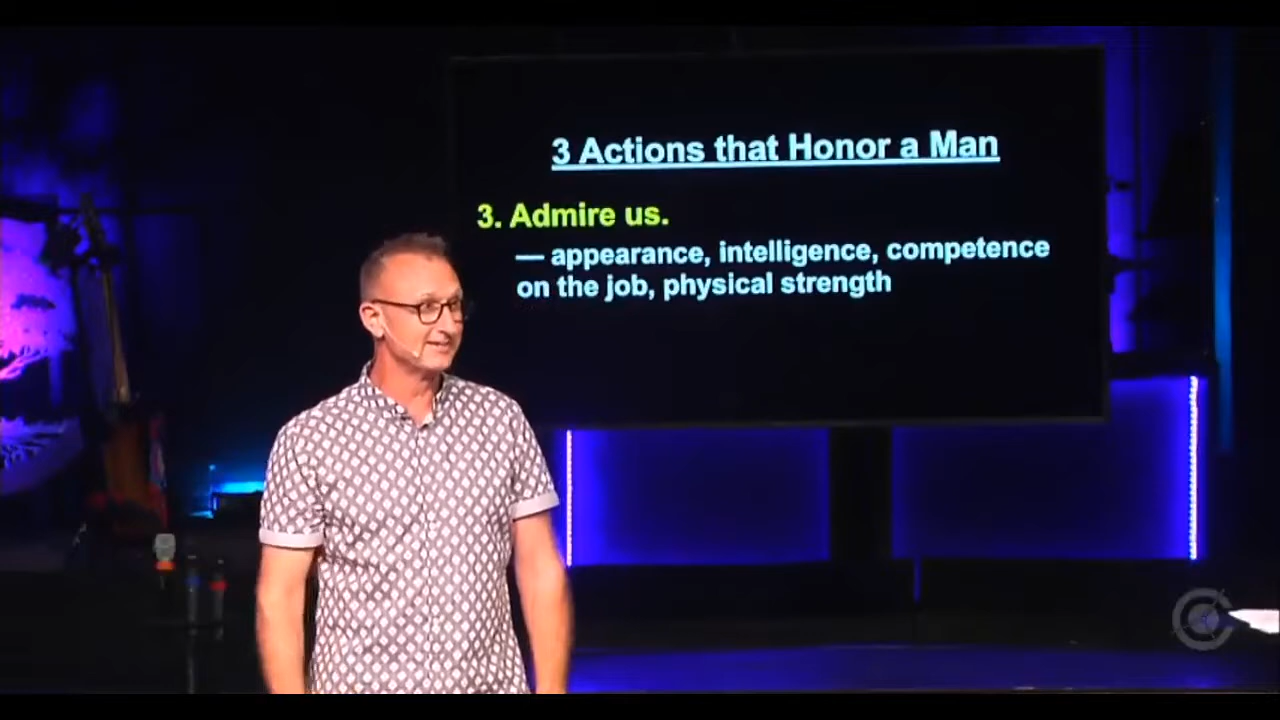 3 Actions that Honor a Man
3. Admire us.
— appearance, intelligence, competence
on the job, physical strength